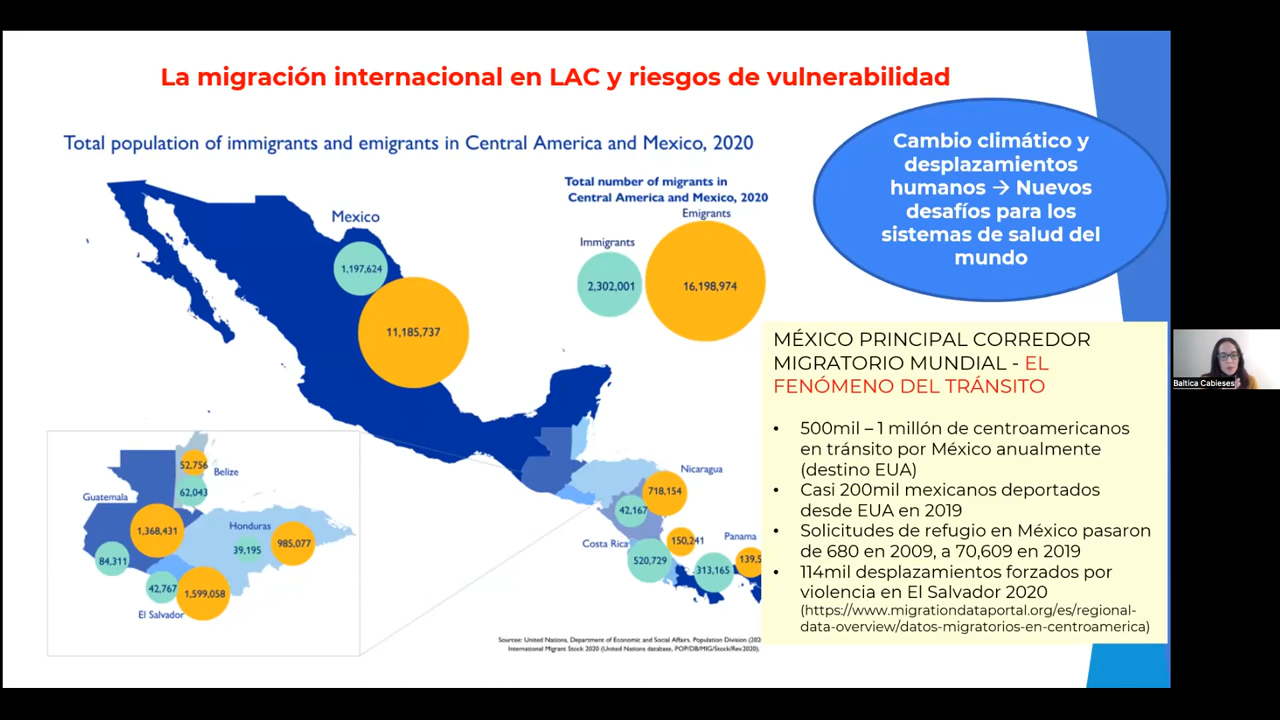 La migración internacional en LAC y riesgos de vulnerabilidad
Total population of immigrants and emigrants in Central America and Mexico, 2020
Total number of migrants in
Central America and Mexico, 2020
Emigrants
Immigrants
2,302,001
16,198,974
Mexico
1,197,624
11,185,737
Nicaragua
718,154
42,167
Costa Rica
150,241
520,729
Panama
139,5
313,165
52,756
Belize
62,043
Guatemala
1,368,431
84,311
Honduras
39,195
985,077
42,767
1,599,058
El Salvador
Cambio climático y
desplazamientos
humanos → Nuevos
desafíos para los
sistemas de salud del
mundo
MÉXICO PRINCIPAL CORREDOR
MIGRATORIO MUNDIAL - EL
FENÓMENO DEL TRÁNSITO
• 500mil – 1 millón de centroamericanos
en tránsito por México anualmente
(destino EUA)
• Casi 200mil mexicanos deportados
desde EUA en 2019
• Solicitudes de refugio en México pasaron
de 680 en 2009, a 70,609 en 2019
• 114mil desplazamientos forzados por
violencia en El Salvador 2020
(https://www.migrationdataportal.org/es/regional-
data-overview/datos-migratorios-en-centroamerica)
United Nations, Department of Economic and Social Affairs. Population Division (202
International Migrant Stock 2020 (United Nations database, POP/DB/MIG/Stock/Rev.2020).
Baltica Cabieses